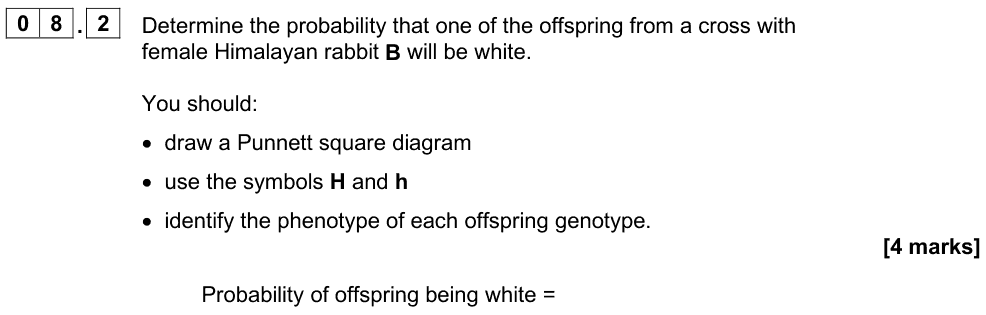 08.2 Determine the probability that one of the offspring from a cross with
female Himalayan rabbit B will be white.
You should:
• draw a Punnett square diagram
• use the symbols H and h
• identify the phenotype of each offspring genotype.
[4 marks]
Probability of offspring being white =